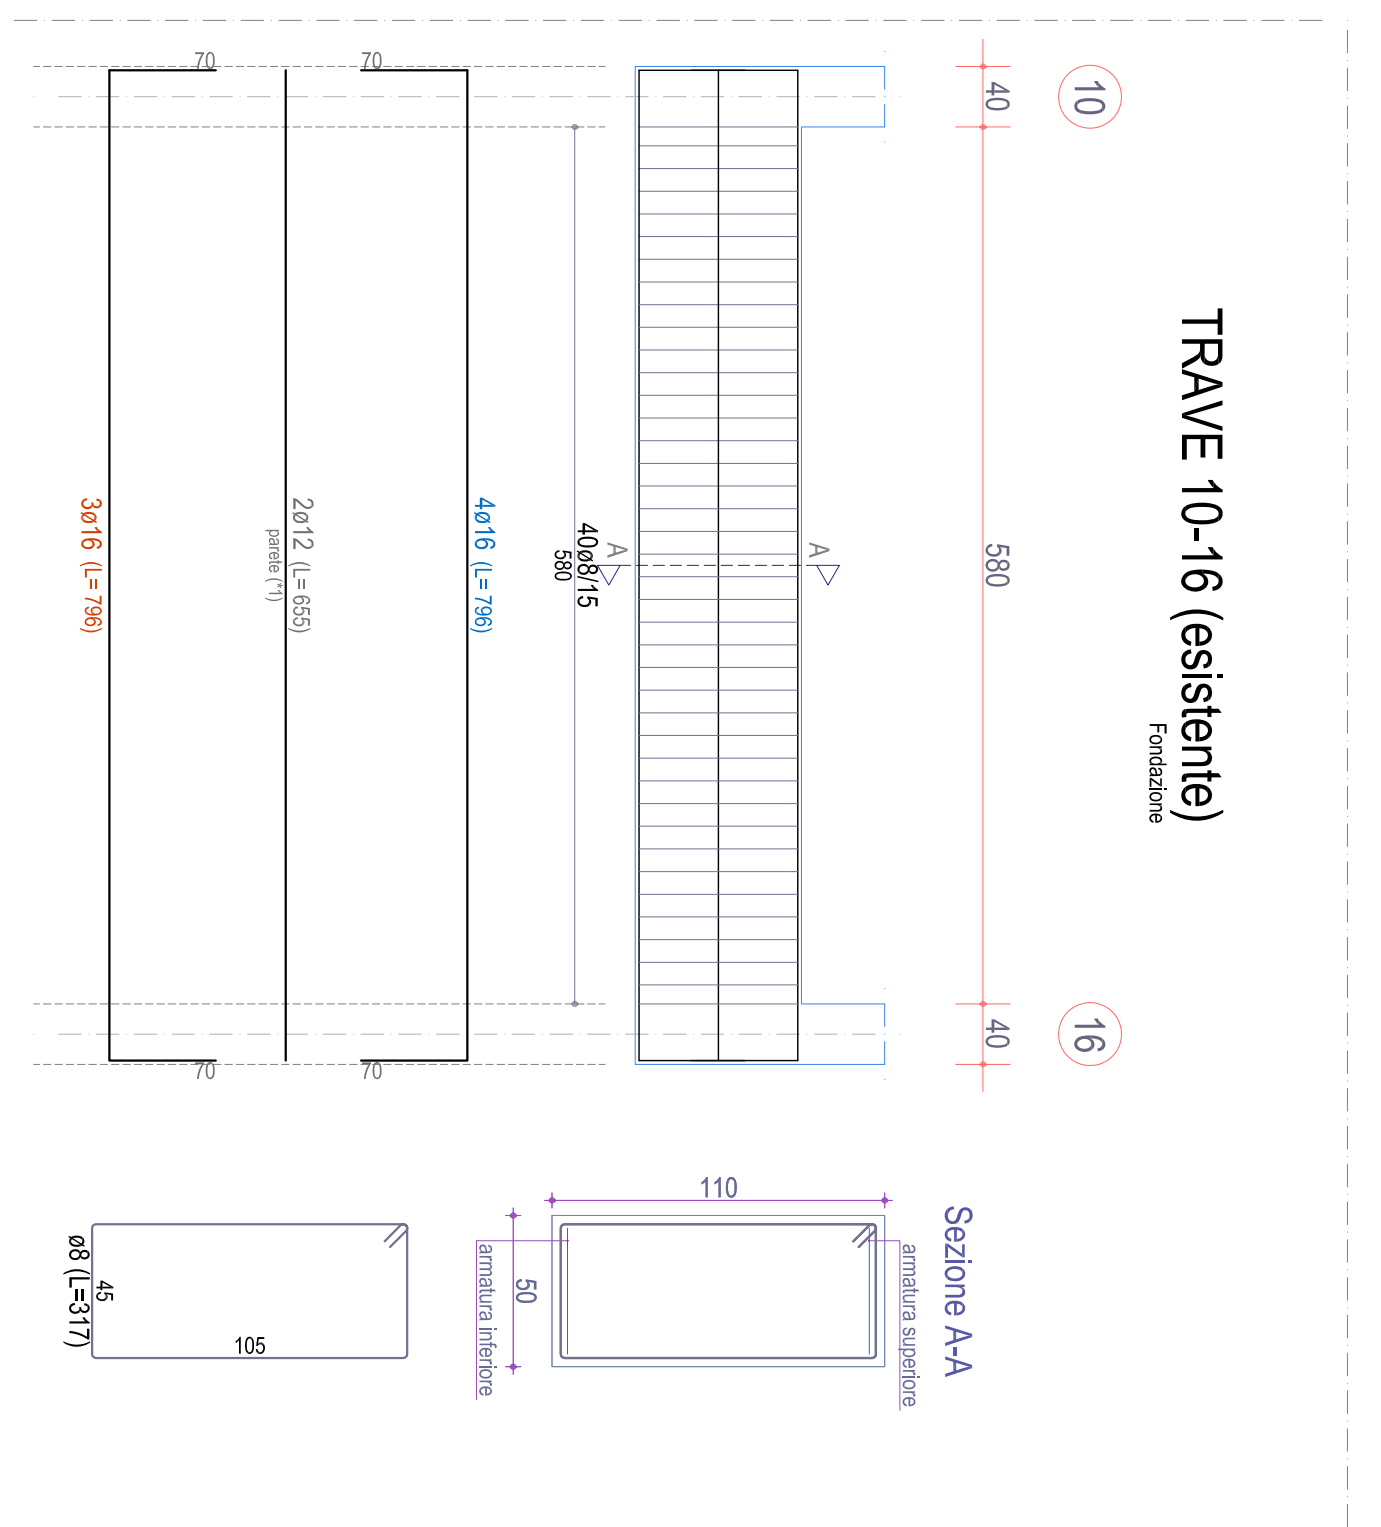 TRAVE 10-16 (esistente)
Fondazione
10
16
40
580
40
A
A
40ø8/15
580
4ø16 (L= 796)
70
70
2ø12 (L= 655)
parete (*1)
3ø16 (L= 796)
70
70
Sezione A-A
armatura superiore
110
50
armatura inferiore
105
45
ø8 (L=317)